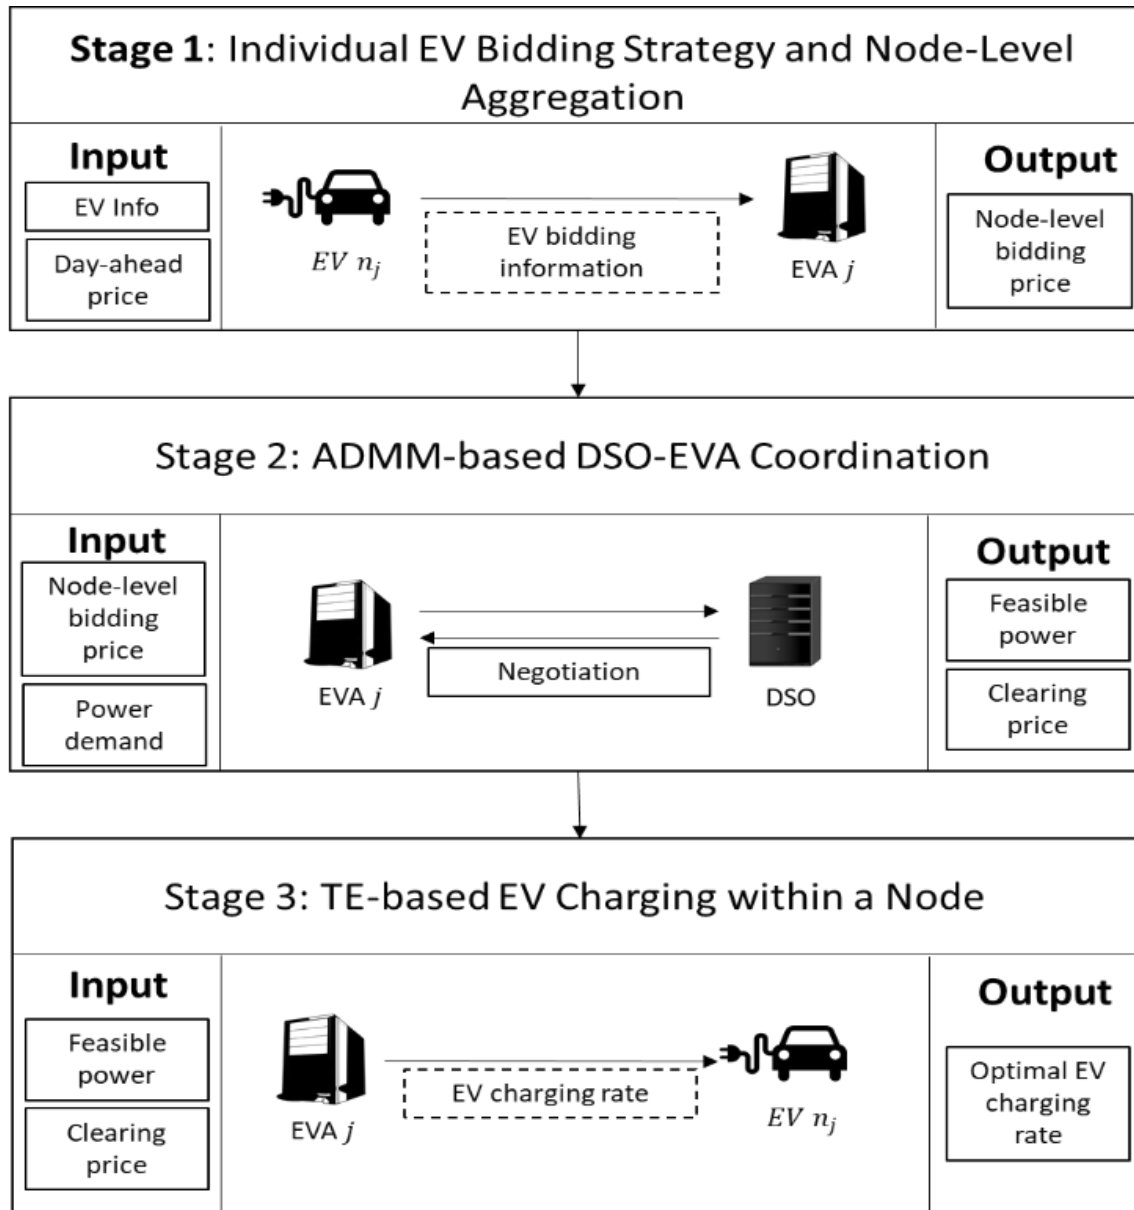 Stage 1: Individual EV Bidding Strategy and Node-Level
Aggregation
Input
EV Info
Day-ahead
price
EV n_j
EV bidding
information
EVA j
Output
Node-level
bidding
price
Stage 2: ADMM-based DSO-EVA Coordination
Input
Node-level
bidding
price
Power
demand
EVA j
Negotiation
DSO
Output
Feasible
power
Clearing
price
Stage 3: TE-based EV Charging within a Node
Input
Feasible
power
Clearing
price
EVA j
EV charging rate
EV n_j
Output
Optimal EV
charging
rate